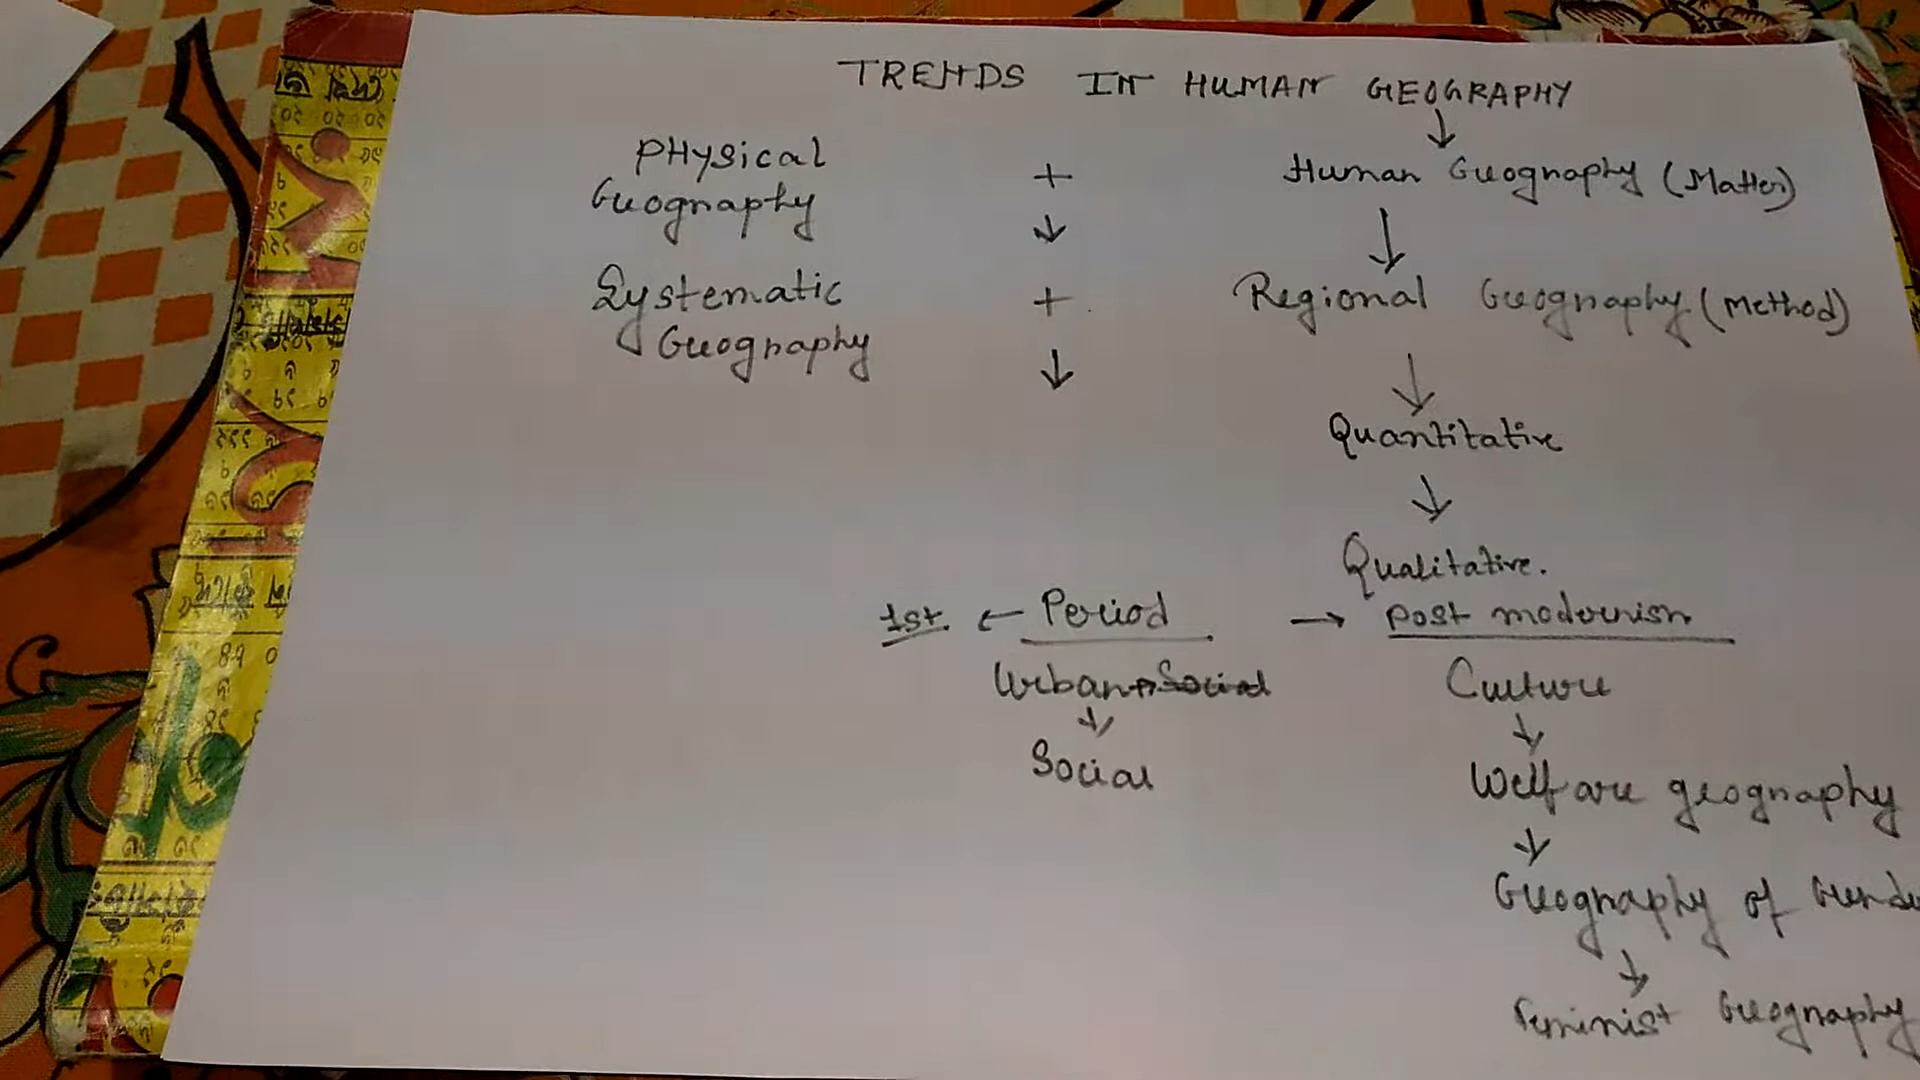 TRENDS IN HUMAN GEOGRAPHY
↓
Physical + Human Geography (Matter)
Geography ↓ ↓
Systematic + Regional Geography (Method)
Geography ↓ ↓
Quantitative
↓
Qualitative.
1st. ← Period → Post modernism
Urban → Social Culture
↓ ↓
Social Welfare geography
↓
Geography of
↓
Feminist Geography